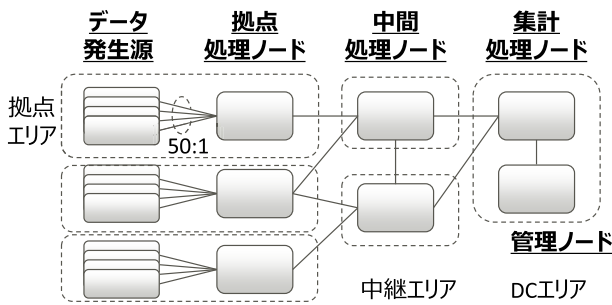 データ
発生源
拠点
処理ノード
中間
処理ノード
集計
処理ノード
拠点
エリア
50:1
管理ノード
中継エリア
DCエリア